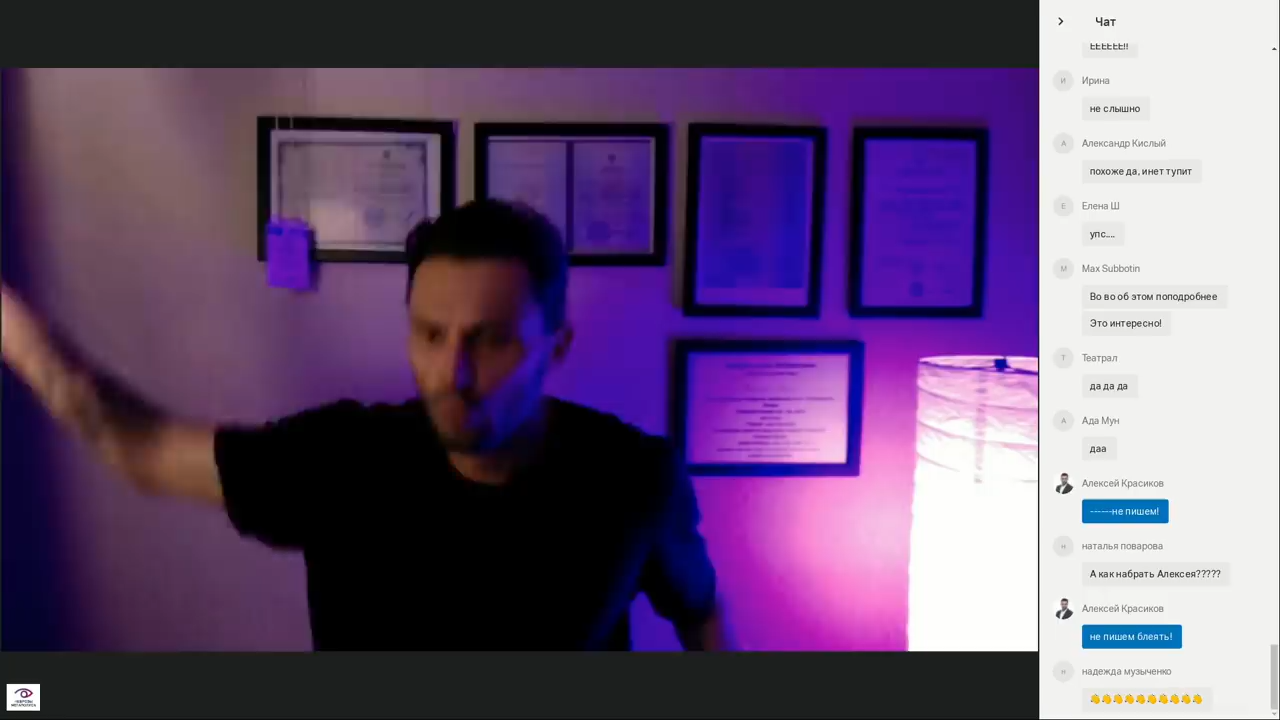 Чат
ЕЕЕЕЕЕ!!
И
Ирина
не слышно
А
Александр Кислый
похоже да, инет тупит
Е
Елена Ш
упс....
M
Max Subbotin
Во во об этом поподробнее
Это интересно!
Т
Театрал
да да да
А
Ада Мун
даа
Алексей Красиков
------не пишем!
н
наталья поварова
А как набрать Алексея?????
Алексей Красиков
не пишем блеять!
н
надежда музыченко
👏👏👏👏👏👏👏👏👏👏